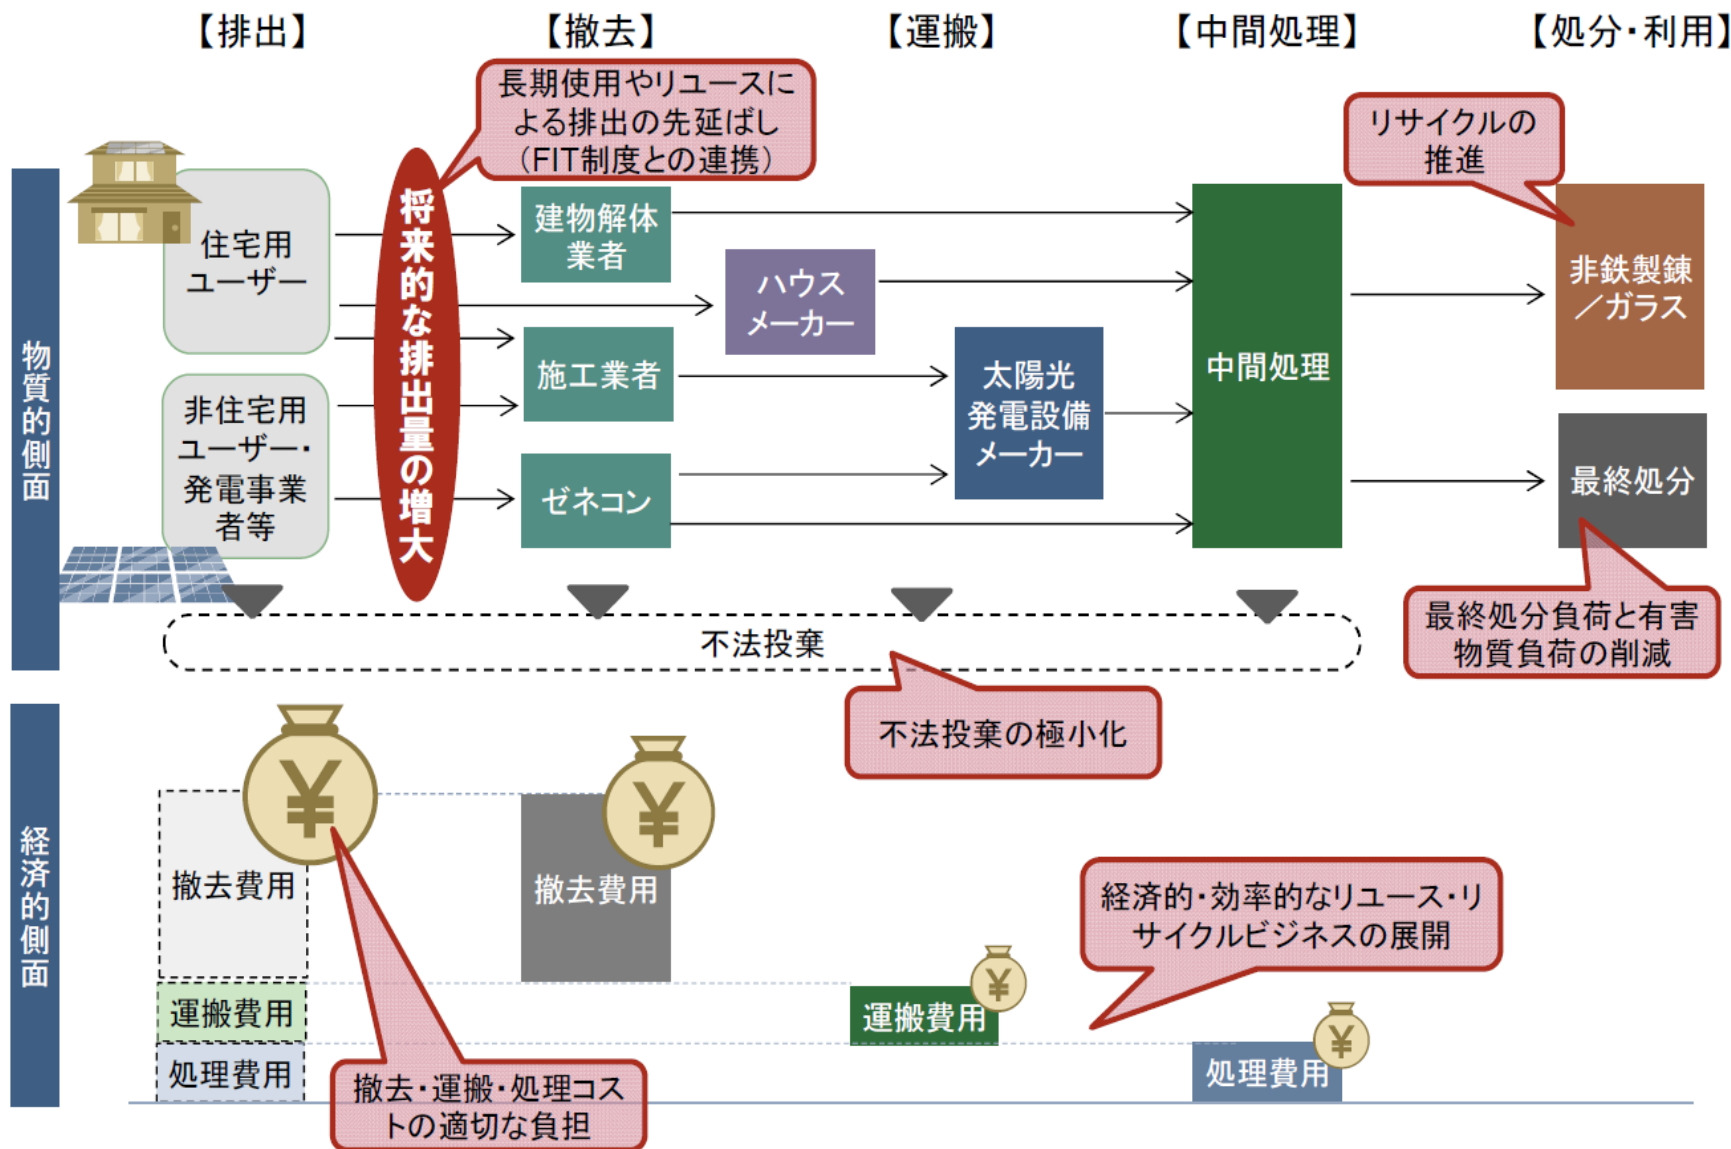 【排出】
【撤去】
【運搬】
【中間処理】
【処分・利用】
長期使用やリユースに
よる排出の先延ばし
（FIT制度との連携）
リサイクルの
推進
物質的側面
住宅用
ユーザー
非住宅用
ユーザー・
発電事業
者等
将来的な排出量の増大
建物解体
業者
ハウス
メーカー
施工業者
太陽光
発電設備
メーカー
ゼネコン
中間処理
非鉄製錬
／ガラス
最終処分
不法投棄
最終処分負荷と有害
物質負荷の削減
不法投棄の極小化
経済的側面
¥
¥
撤去費用
撤去費用
経済的・効率的なリユース・リ
サイクルビジネスの展開
¥
運搬費用
運搬費用
¥
処理費用
処理費用
撤去・運搬・処理コス
トの適切な負担